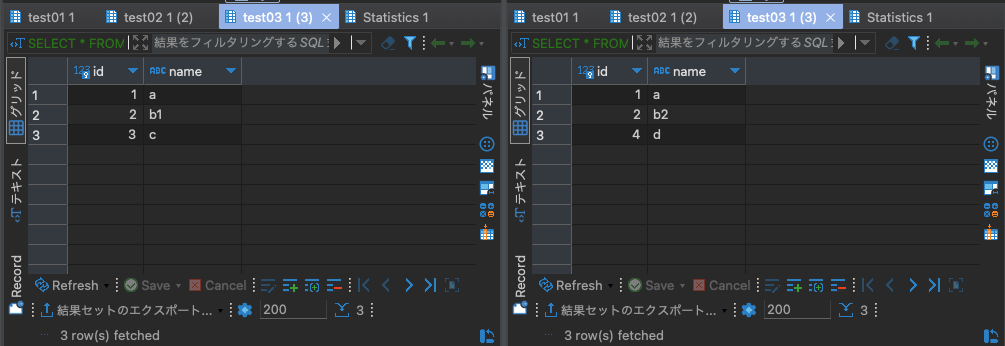 test01 1 test02 1 (2) test03 1 (3) Statistics 1
SELECT * FROM 結果をフィルタリングするSQL
グリッド
テキスト
Record
123 id ABC name
1 1 a
2 2 b1
3 3 c
パネル
Refresh Save Cancel
結果セットのエクスポート... 200 3
3 row(s) fetched
test01 1 test02 1 (2) test03 1 (3) Statistics 1
SELECT * FROM 結果をフィルタリングするSQL
グリッド
テキスト
Record
123 id ABC name
1 1 a
2 2 b2
3 4 d
パネル
Refresh Save Cancel
結果セットのエクスポート... 200 3
3 row(s) fetched